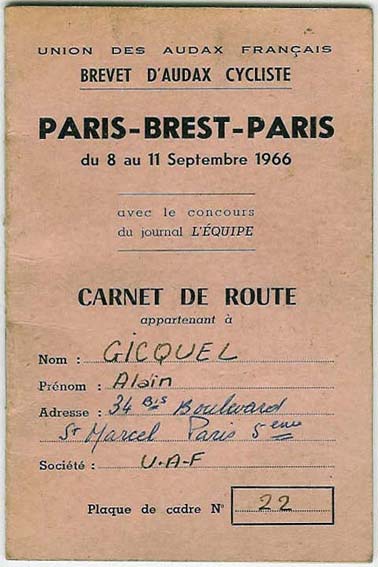 UNION DES AUDAX FRANÇAIS
BREVET D'AUDAX CYCLISTE
PARIS-BREST-PARIS
du 8 au 11 Septembre 1966
avec le concours
du journal L'ÉQUIPE
CARNET DE ROUTE
appartenant à
Nom : GICQUEL
Prénom : Alain
Adresse : 34 Bis Boulevard
St Marcel Paris 5eme
Société : U.A.F
Plaque de cadre N° 22